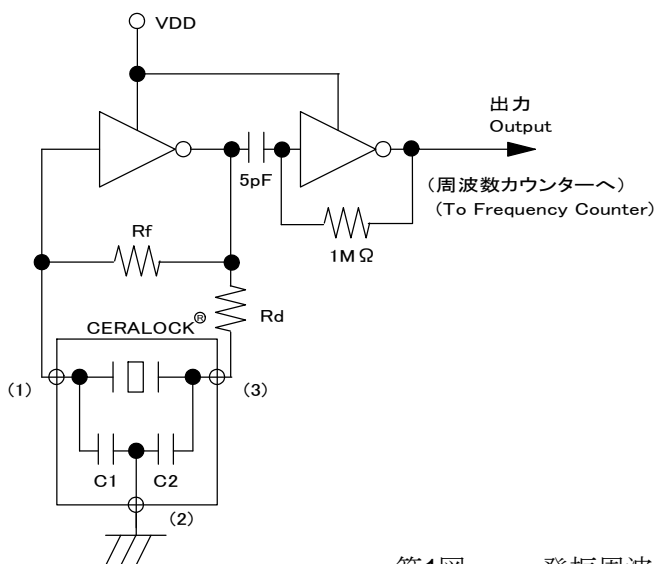 VDD
出力
Output
5pF
(周波数カウンターへ)
(To Frequency Counter)
Rf
1MΩ
Rd
CERALOCK®
(1)
(3)
C1 C2
(2)